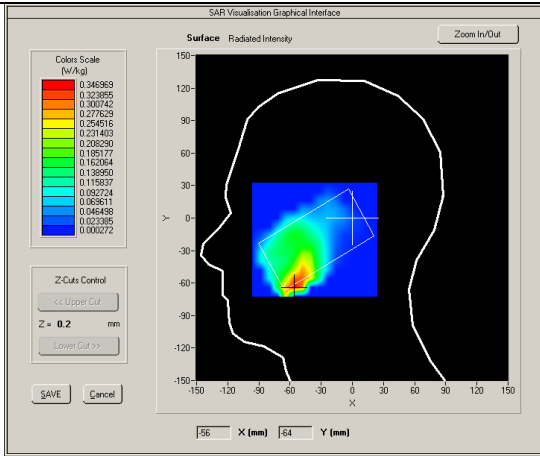 SAR Visualisation Graphical Interface
Surface Radiated Intensity
Zoom In/Out
Colors Scale
(W/kg)
0.346969
0.323855
0.300742
0.277629
0.254516
0.231403
0.208290
0.185177
0.162064
0.138950
0.115837
0.092724
0.069611
0.046498
0.023385
0.000272
Z-Cuts Control
<< Upper Cut
Z = 0.2 mm
Lower Cut >>
SAVE Cancel
150-
120-
90-
60-
30-
0-
-30-
-60-
-90-
-120-
-150-
Y
-150 -120 -90 -60 -30 0 30 60 90 120 150
X
-56 X (mm) -64 Y (mm)